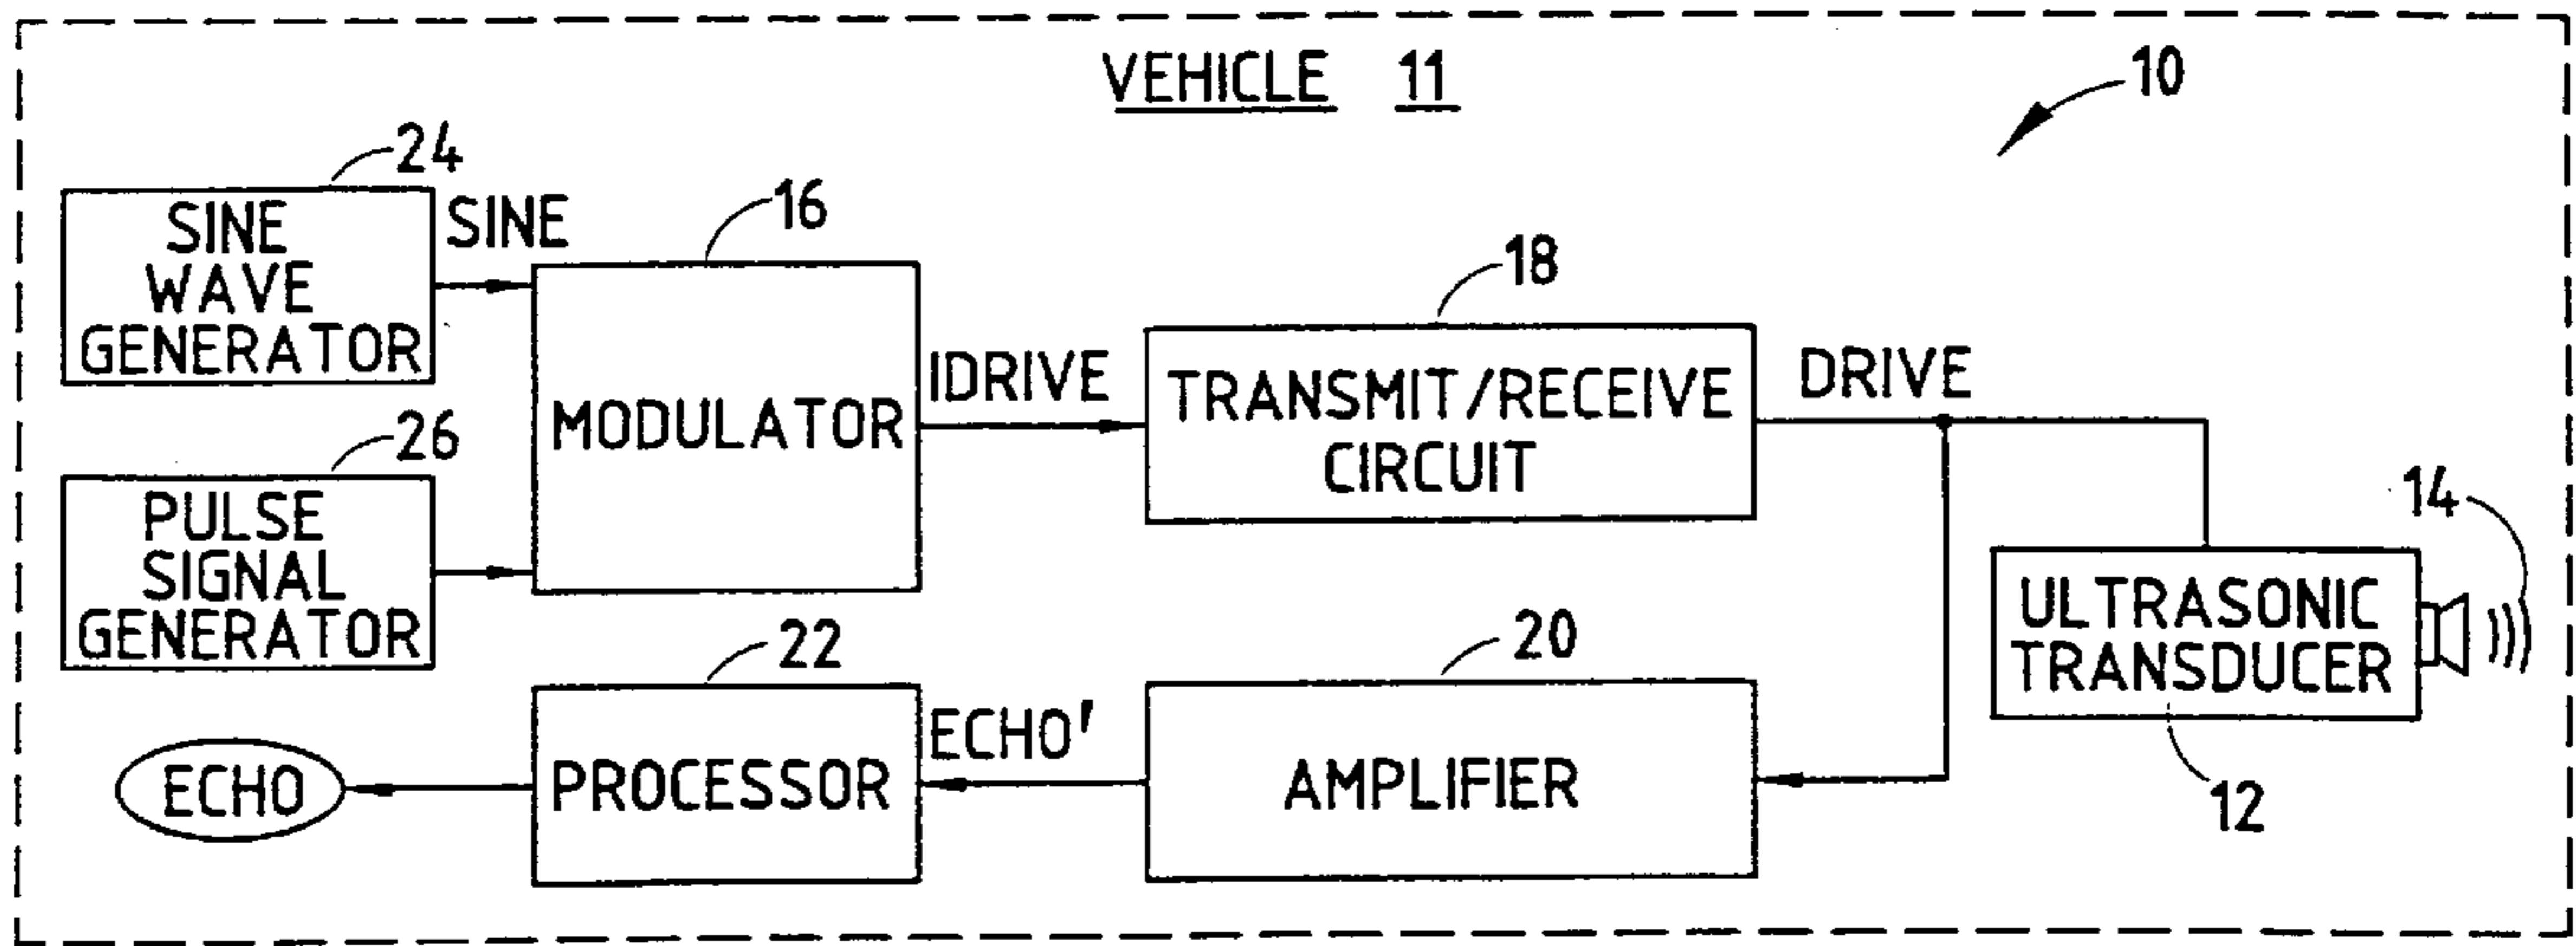 VEHICLE 11
10
24
SINE
WAVE
GENERATOR
SINE
16
MODULATOR
26
PULSE
SIGNAL
GENERATOR
IDRIVE
18
TRANSMIT/RECEIVE
CIRCUIT
DRIVE
14
ULTRASONIC
TRANSDUCER
12
20
AMPLIFIER
ECHO'
22
PROCESSOR
ECHO